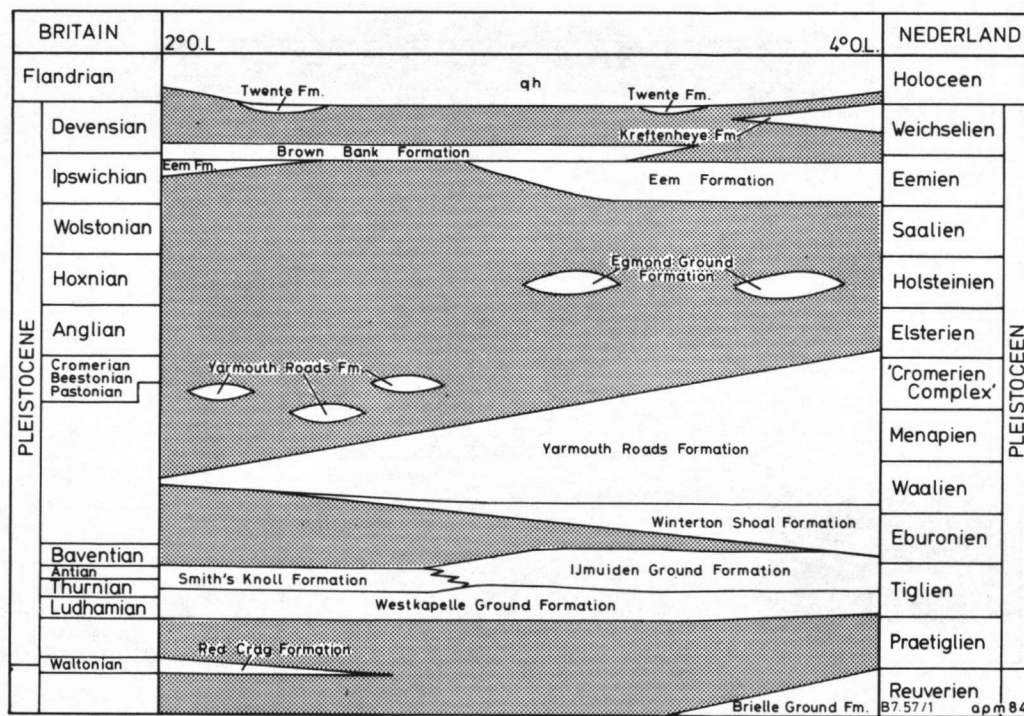 BRITAIN
2°O.L
4°O.L.
NEDERLAND
Flandrian
qh
Holoceen
Twente Fm.
Twente Fm.
Devensian
Kreftenheye Fm.
Weichselien
Brown Bank Formation
Eem Fm.
Ipswichian
Eem Formation
Eemien
Wolstonian
Saalien
Hoxnian
Egmond Ground
Formation
Holsteinien
Anglian
Elsterien
PLEISTOCENE
PLEISTOCEEN
Cromerian
Beestonian
Pastonian
Yarmouth Roads Fm.
'Cromerien
Complex'
Menapien
Yarmouth Roads Formation
Waalien
Winterton Shoal Formation
Eburonien
Baventian
Antian
Thurnian
Ludhamian
Smith's Knoll Formation
IJmuiden Ground Formation
Tiglien
Westkapelle Ground Formation
Praetiglien
Red Crag Formation
Waltonian
Reuverien
Brielle Ground Fm.
B7.57/1 apm84